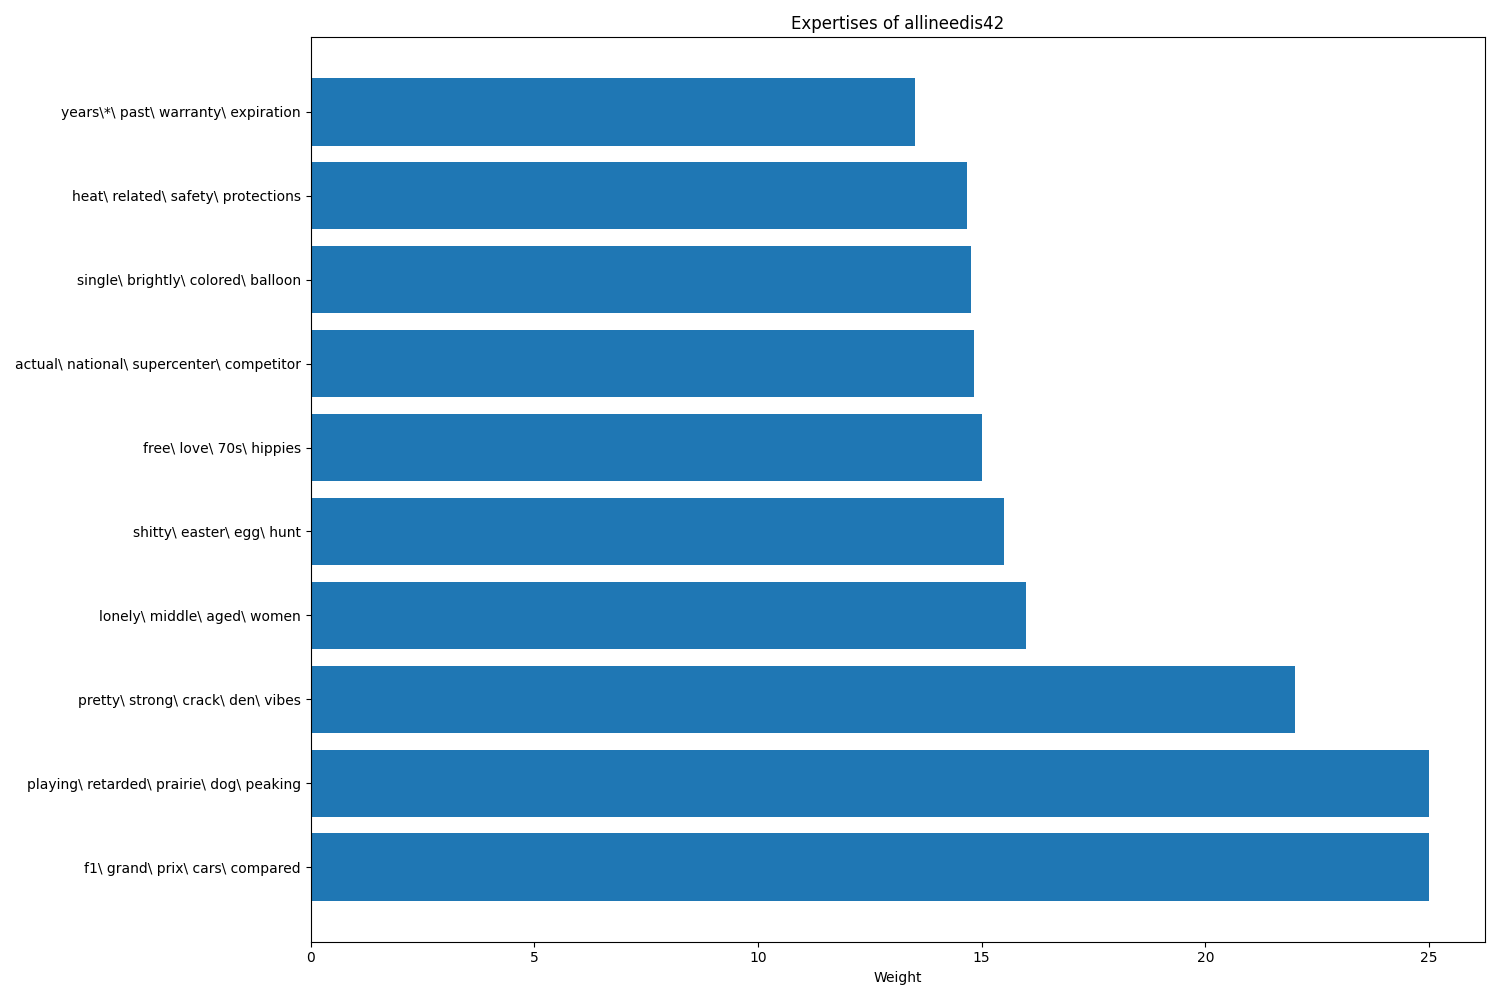 Expertises of allineedis42
years\*\ past\ warranty\ expiration
heat\ related\ safety\ protections
single\ brightly\ colored\ balloon
actual\ national\ supercenter\ competitor
free\ love\ 70s\ hippies
shitty\ easter\ egg\ hunt
lonely\ middle\ aged\ women
pretty\ strong\ crack\ den\ vibes
playing\ retarded\ prairie\ dog\ peaking
f1\ grand\ prix\ cars\ compared
0 5 10 15 20 25
Weight